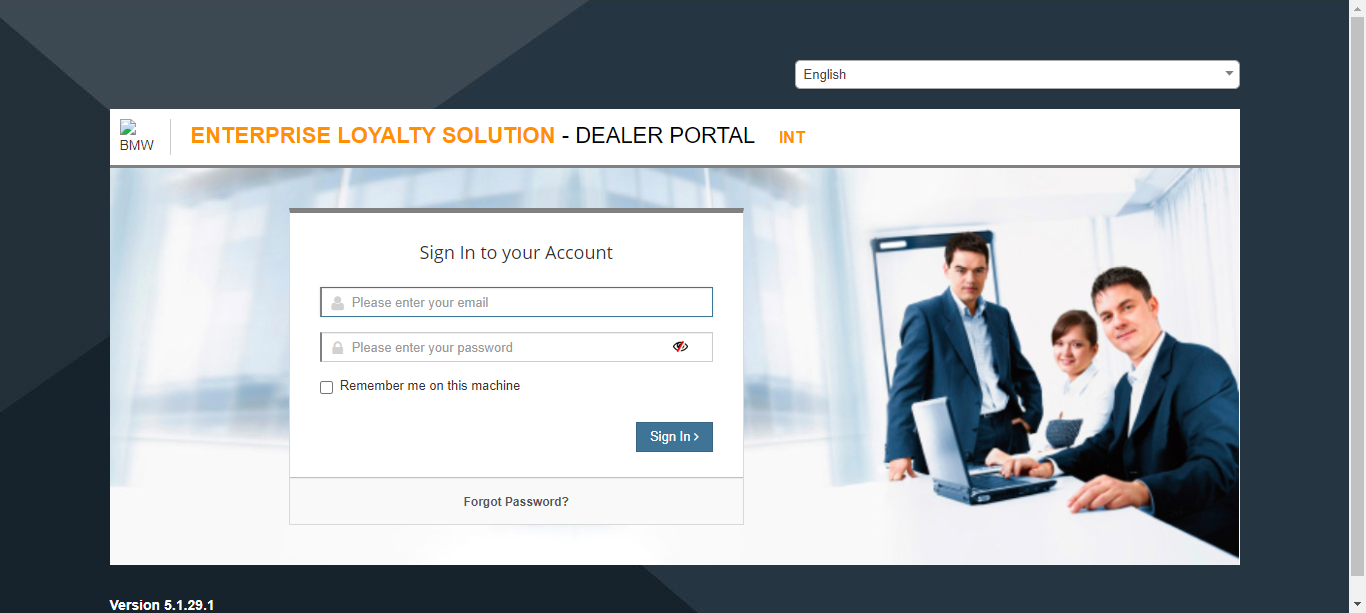 English
BMW
ENTERPRISE LOYALTY SOLUTION - DEALER PORTAL INT
Sign In to your Account
Please enter your email
Please enter your password
Remember me on this machine
Sign In ›
Forgot Password?
Version 5.1.29.1